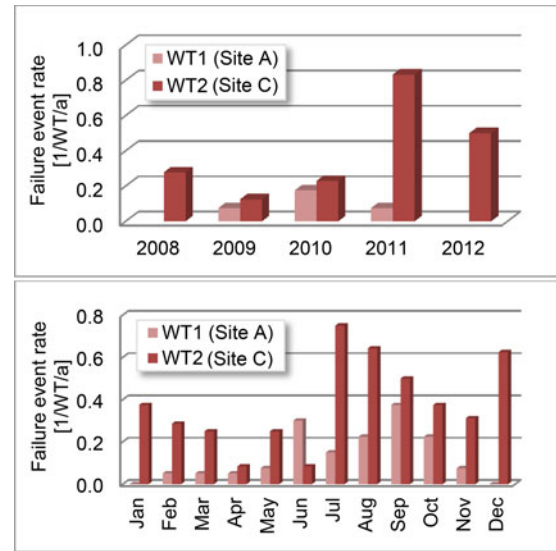 1.0
0.8
0.6
0.4
0.2
0.0
Failure event rate
[1/WT/a]
WT1 (Site A)
WT2 (Site C)
2008 2009 2010 2011 2012
0.8
0.6
0.4
0.2
0.0
Failure event rate
[1/WT/a]
WT1 (Site A)
WT2 (Site C)
Jan Feb Mar Apr May Jun Jul Aug Sep Oct Nov Dec